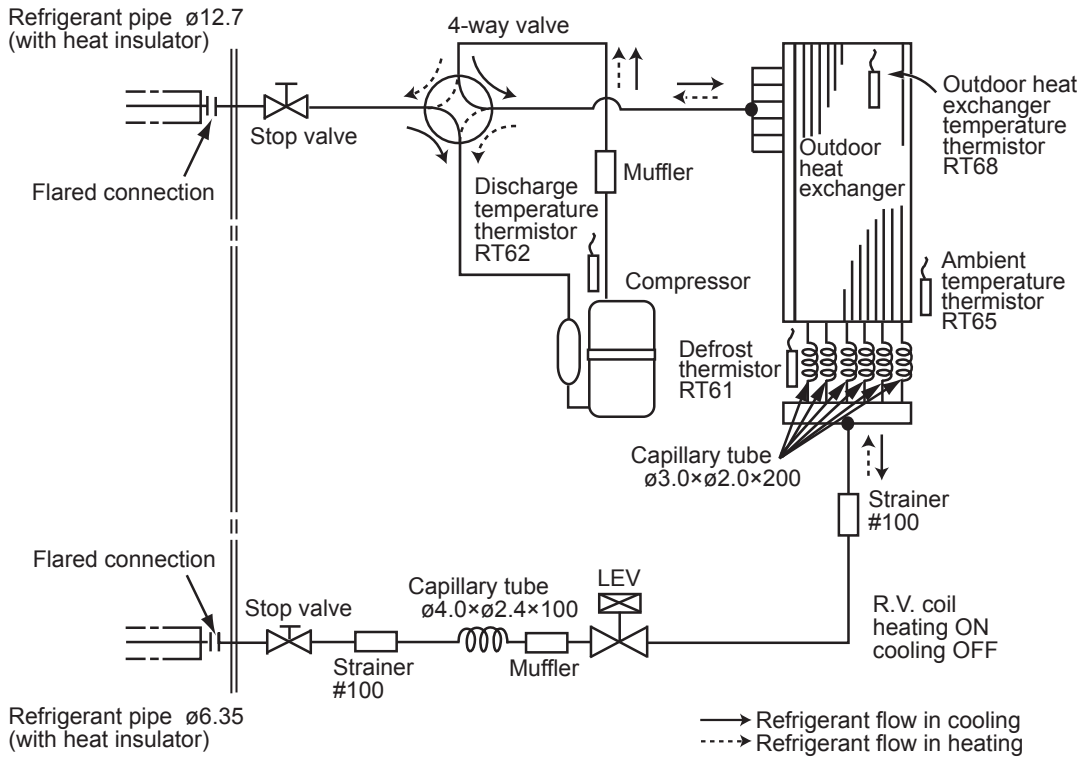 Refrigerant pipe ø12.7
(with heat insulator)
4-way valve
Stop valve
Flared connection
Discharge
temperature
thermistor
RT62
Muffler
Compressor
Outdoor
heat
exchanger
Outdoor heat
exchanger
temperature
thermistor
RT68
Ambient
temperature
thermistor
RT65
Defrost
thermistor
RT61
Capillary tube
ø3.0×ø2.0×200
Strainer
#100
Flared connection
Stop valve
Strainer
#100
Capillary tube
ø4.0×ø2.4×100
Muffler
LEV
R.V. coil
heating ON
cooling OFF
Refrigerant pipe ø6.35
(with heat insulator)
Refrigerant flow in cooling
Refrigerant flow in heating